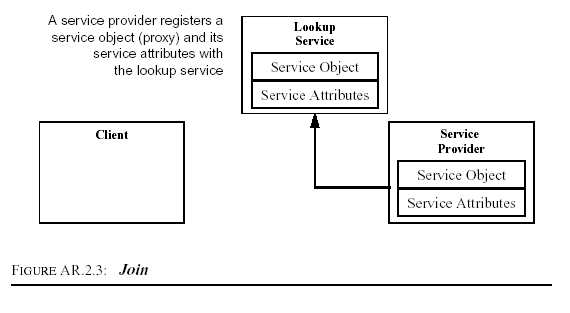 A service provider registers a
service object (proxy) and its
service attributes with
the lookup service
Lookup
Service
Service Object
Service Attributes
Client
Service
Provider
Service Object
Service Attributes
FIGURE AR.2.3: Join